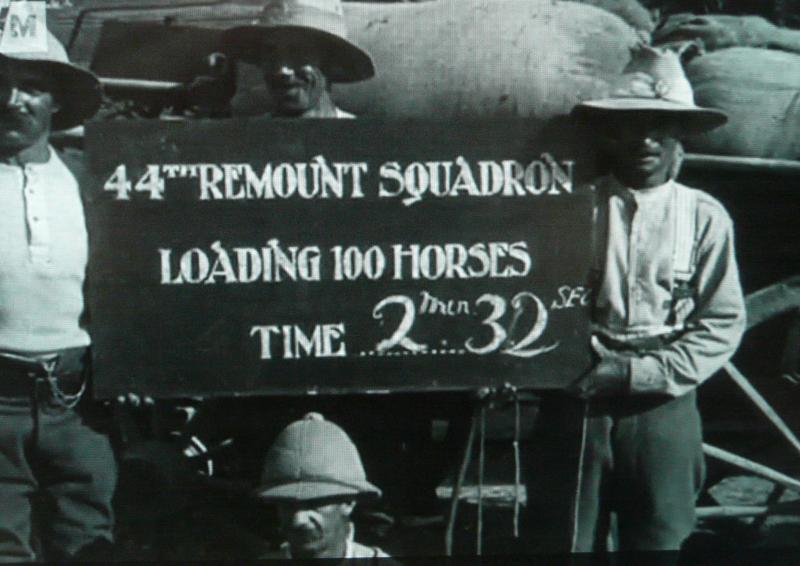 M
44TH REMOUNT SQUADRON
LOADING 100 HORSES
TIME 2 Min. 32 SEC